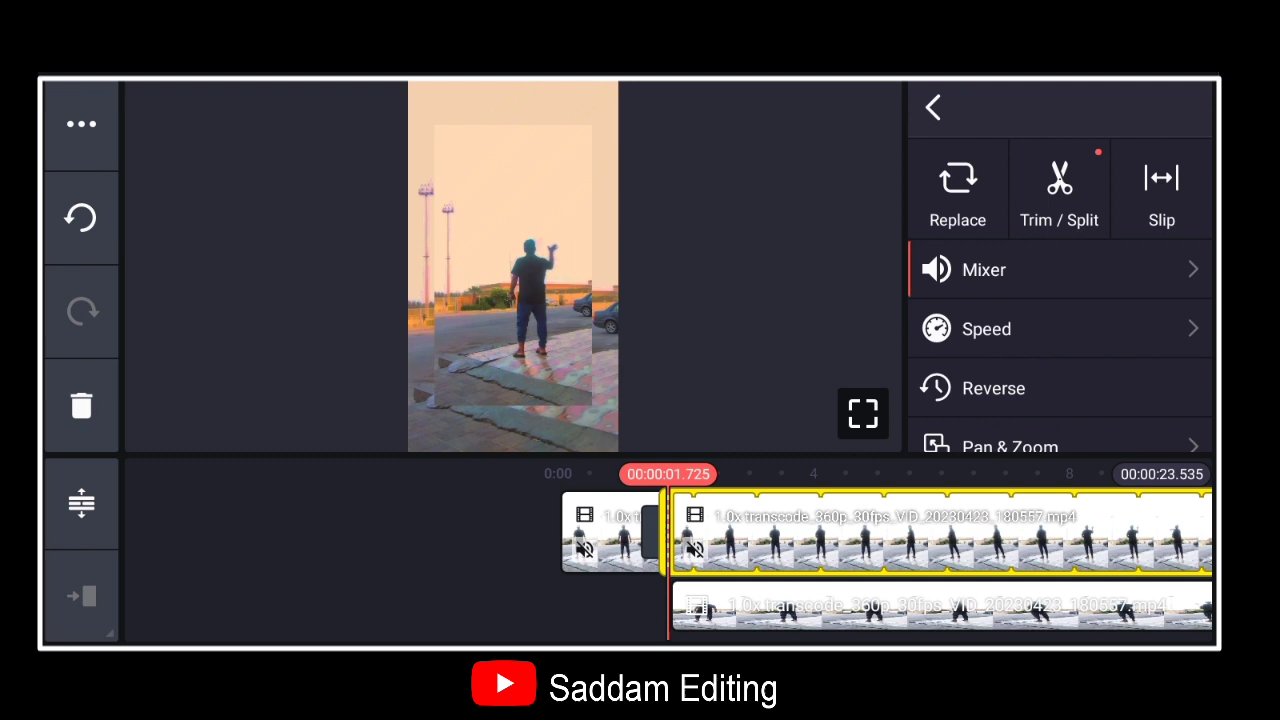 Replace
Trim / Split
Slip
Mixer
Speed
Reverse
Pan & Zoom
0:00
00:00:01.725
4
8
00:00:23.535
1.0x t
1.0x transcode_360p_30fps_VID_20230423_180557.mp4
1.0x transcode_360p_30fps_VID_20230423_180557.mp4
Saddam Editing